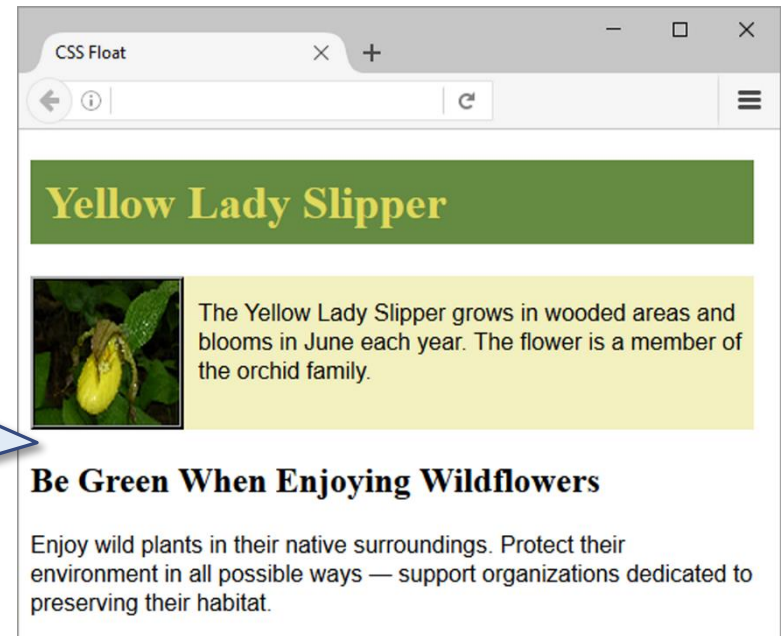 CSS Float
Yellow Lady Slipper
The Yellow Lady Slipper grows in wooded areas and
blooms in June each year. The flower is a member of
the orchid family.
Be Green When Enjoying Wildflowers
Enjoy wild plants in their native surroundings. Protect their
environment in all possible ways — support organizations dedicated to
preserving their habitat.